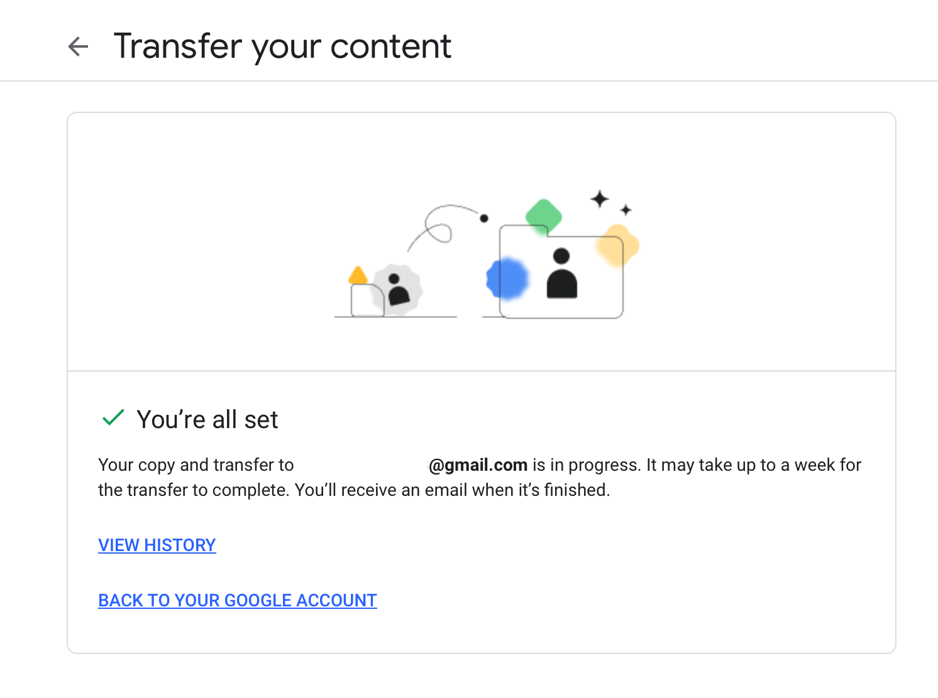 Transfer your content
You’re all set
Your copy and transfer to @gmail.com is in progress. It may take up to a week for
the transfer to complete. You’ll receive an email when it’s finished.
VIEW HISTORY
BACK TO YOUR GOOGLE ACCOUNT